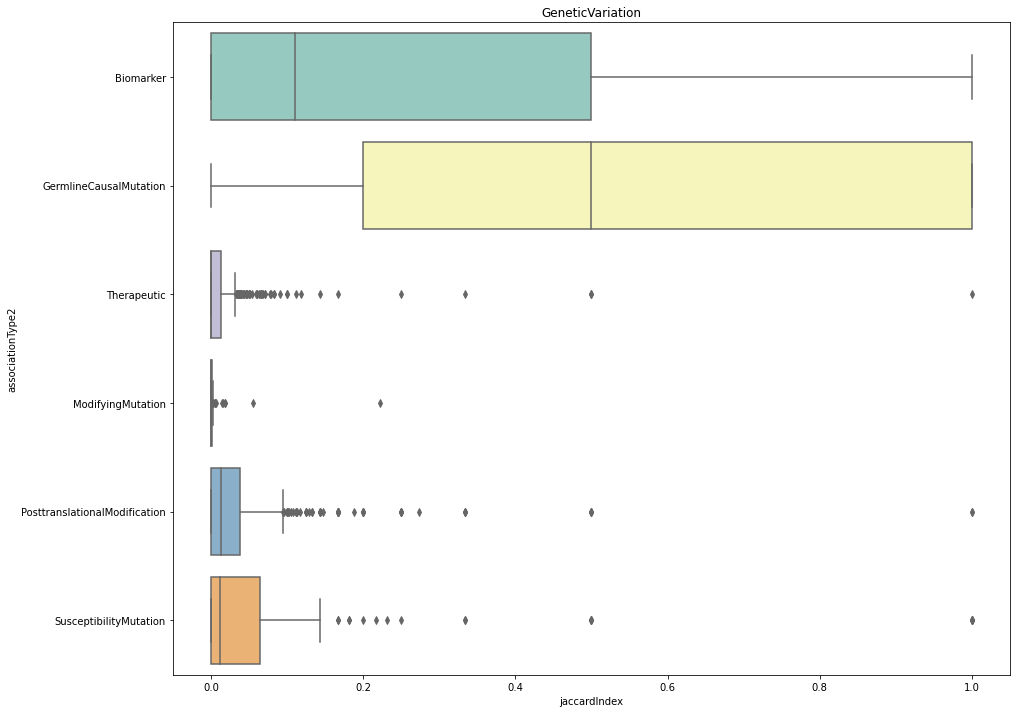 GeneticVariation
associationType2
Biomarker
GermlineCausalMutation
Therapeutic
ModifyingMutation
PosttranslationalModification
SusceptibilityMutation
0.0 0.2 0.4 0.6 0.8 1.0
jaccardIndex